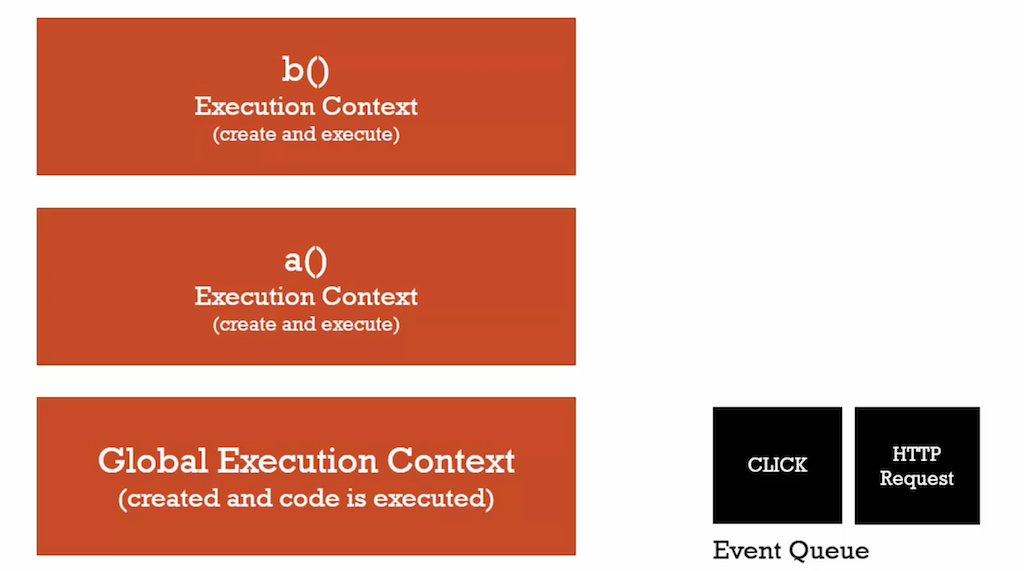 b()
Execution Context
(create and execute)
a()
Execution Context
(create and execute)
Global Execution Context
(created and code is executed)
CLICK
HTTP
Request
Event Queue